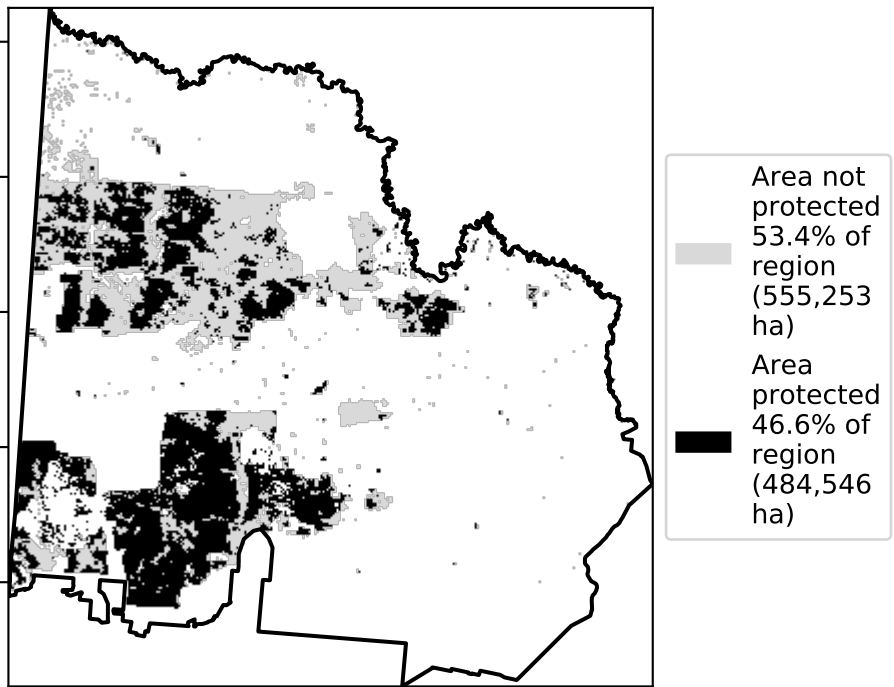 Area not
protected
53.4% of
region
(555,253
ha)
Area
protected
46.6% of
region
(484,546
ha)